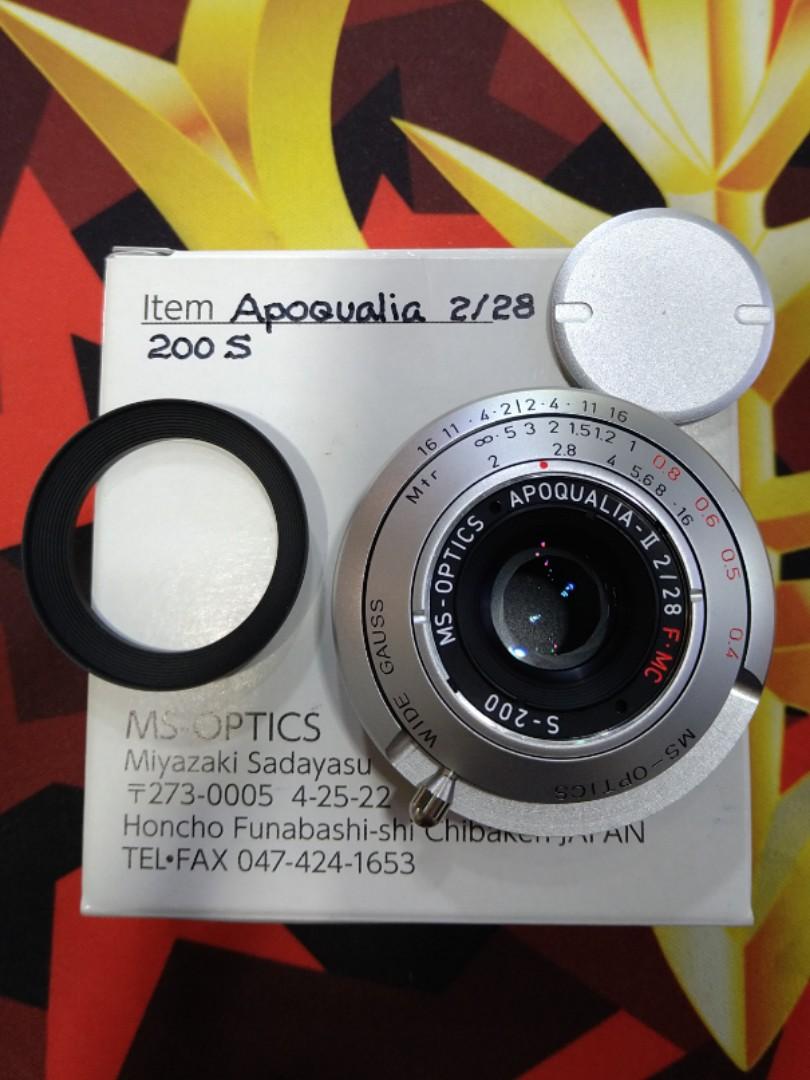 Item Apoqualia 2/28
200 S
16 11 · 4 · 2 | 2 · 4 · 11 16
Mtr ∞ · 5 3 2 1.5 1.2 1 0.8 0.6 0.5 0.4
2 2.8 4 5.6 8 · 16
MS-OPTICS APOQUALIA-II 2/28 F·MC
S-200
WIDE GAUSS
MS-OPTICS
MS-OPTICS
Miyazaki Sadayasu
〒273-0005 4-25-22
Honcho Funabashi-shi Chibaken JAPAN
TEL•FAX 047-424-1653